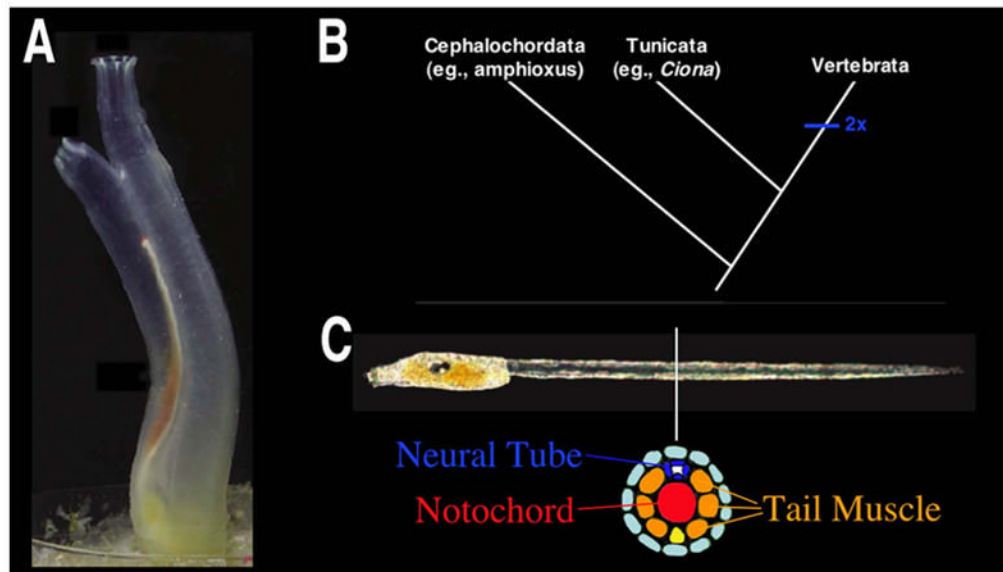 A
B
Cephalochordata
(eg., amphioxus)
Tunicata
(eg., Ciona)
Vertebrata
2x
C
Neural Tube
Notochord
Tail Muscle